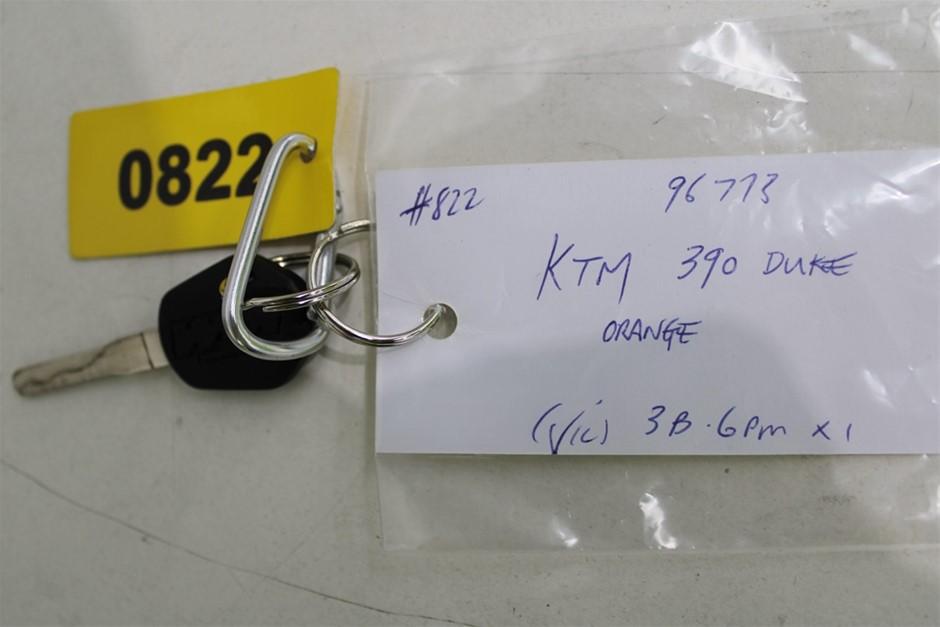 0822
#822
96773
KTM 390 DUKE
ORANGE
(Vic) 3B.6PM x1